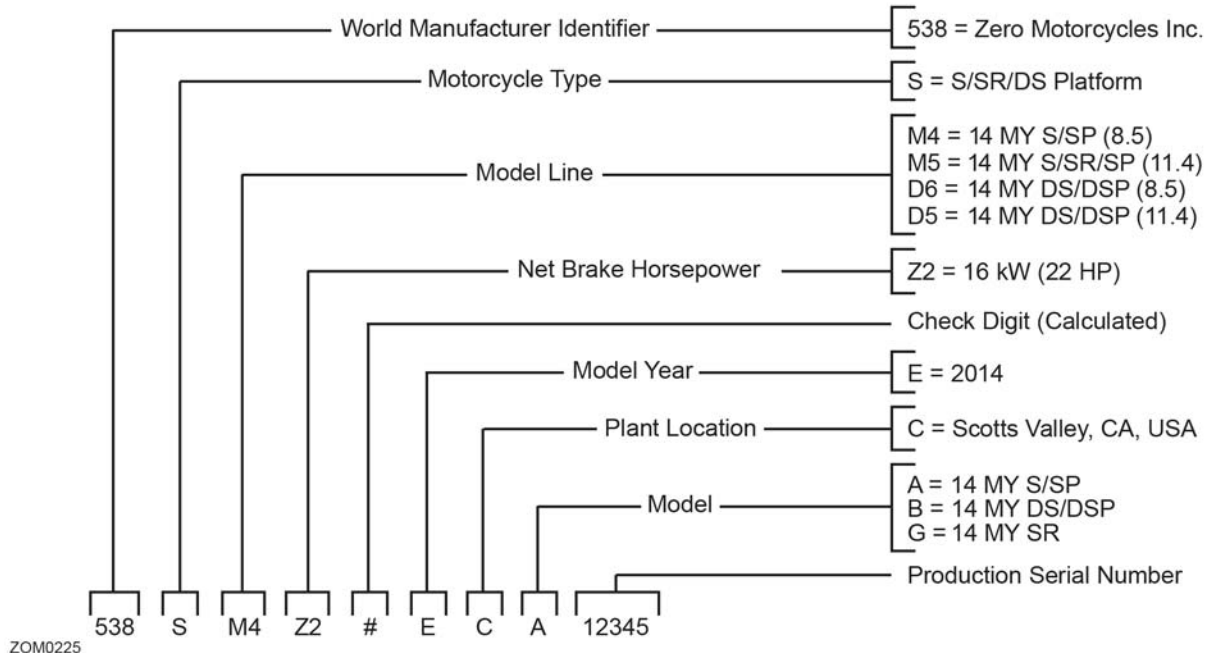 World Manufacturer Identifier
538 = Zero Motorcycles Inc.
Motorcycle Type
S = S/SR/DS Platform
Model Line
M4 = 14 MY S/SP (8.5)
M5 = 14 MY S/SR/SP (11.4)
D6 = 14 MY DS/DSP (8.5)
D5 = 14 MY DS/DSP (11.4)
Net Brake Horsepower
Z2 = 16 kW (22 HP)
Check Digit (Calculated)
Model Year
E = 2014
Plant Location
C = Scotts Valley, CA, USA
Model
A = 14 MY S/SP
B = 14 MY DS/DSP
G = 14 MY SR
Production Serial Number
538 S M4 Z2 # E C A 12345
ZOM0225